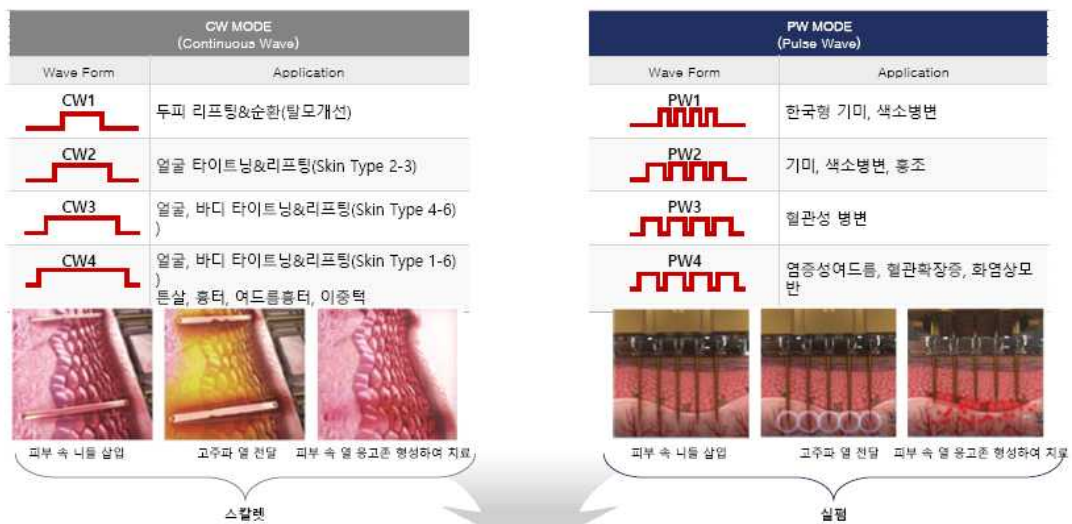 CW MODE
(Continuous Wave)
Wave Form
Application
CW1
두피 리프팅&순환(탈모개선)
CW2
얼굴 타이트닝&리프팅(Skin Type 2-3)
CW3
얼굴, 바디 타이트닝&리프팅(Skin Type 4-6)
)
CW4
얼굴, 바디 타이트닝&리프팅(Skin Type 1-6)
)
튼살, 흉터, 여드름흉터, 이중턱
피부 속 니들 삽입
고주파 열 전달
피부 속 열 응고존 형성하여 치료
스칼렛
PW MODE
(Pulse Wave)
Wave Form
Application
PW1
한국형 기미, 색소병변
PW2
기미, 색소병변, 홍조
PW3
혈관성 병변
PW4
염증성여드름, 혈관확장증, 화염상모
반
피부 속 니들 삽입
고주파 열 전달
피부 속 열 응고존 형성하여 치료
실펌